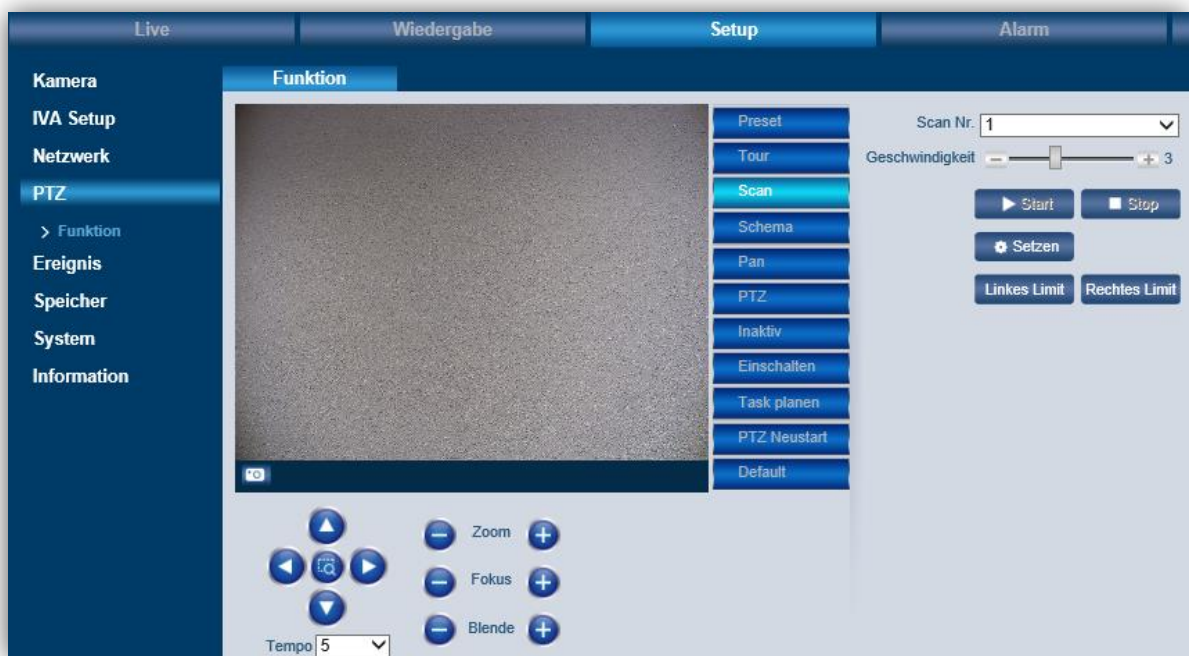 Live Wiedergabe Setup Alarm
Kamera
IVA Setup
Netzwerk
PTZ
Funktion
Ereignis
Speicher
System
Information
Funktion
Preset
Tour
Scan
Schema
Pan
PTZ
Inaktiv
Einschalten
Task planen
PTZ Neustart
Default
Scan Nr. 1
Geschwindigkeit 3
Start Stop
Setzen
Linkes Limit Rechtes Limit
Zoom
Fokus
Blende
Tempo 5